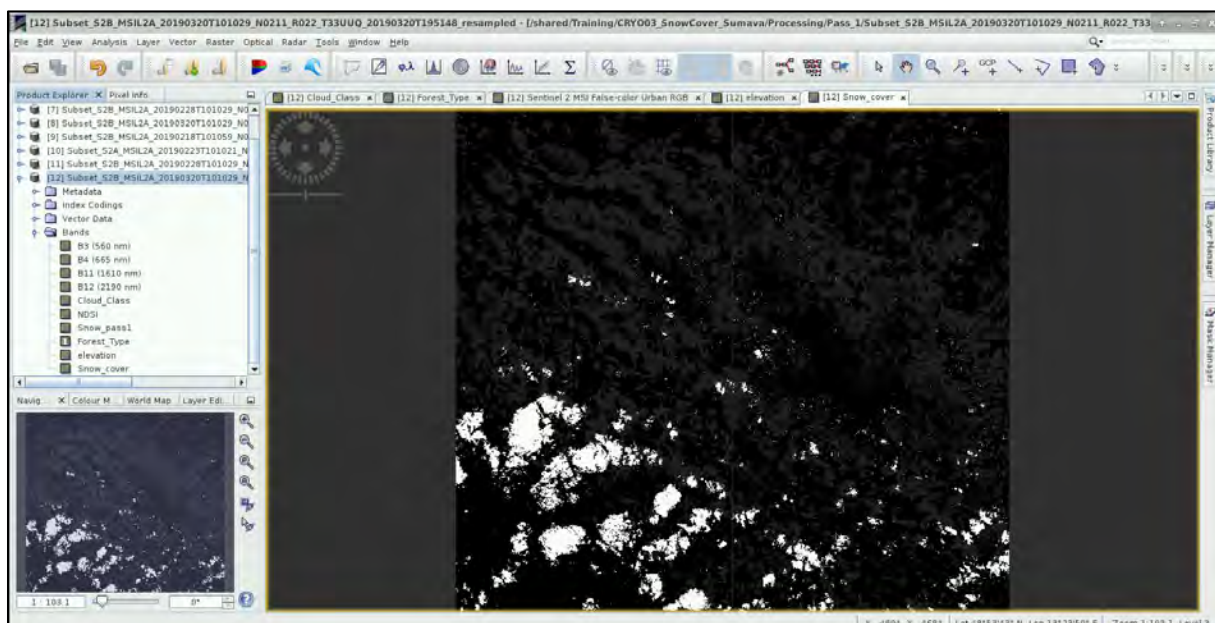 [12] Subset_S2B_MSIL2A_20190320T101029_N0211_R022_T33UUQ_20190320T195148_resampled - [/shared/Training/CRYO03_SnowCover_Sumava/Processing/Pass_1/Subset_S2B_MSIL2A_20190320T101029_N0211_R022_T33
File Edit View Analysis Layer Vector Raster Optical Radar Tools Window Help
Product Explorer Pixel Info
[12] Cloud_Class [12] Forest_Type [12] Sentinel 2 MSI False-color Urban RGB [12] elevation [12] Snow_cover
[7] Subset_S2B_MSIL2A_20190228T101029_N0
[8] Subset_S2B_MSIL2A_20190320T101029_N0
[9] Subset_S2B_MSIL2A_20190218T101059_N0
[10] Subset_S2A_MSIL2A_20190223T101021_N
[11] Subset_S2B_MSIL2A_20190228T101029_N
[12] Subset_S2B_MSIL2A_20190320T101029_N
Metadata
Index Codings
Vector Data
Bands
B3 (560 nm)
B4 (665 nm)
B11 (1610 nm)
B12 (2190 nm)
Cloud_Class
NDSI
Snow_pass1
Forest_Type
elevation
Snow_cover
Navig... Colour M... World Map Layer Edi...
1 : 103.1 0°
Product Library
Layer Manager
Mask Manager